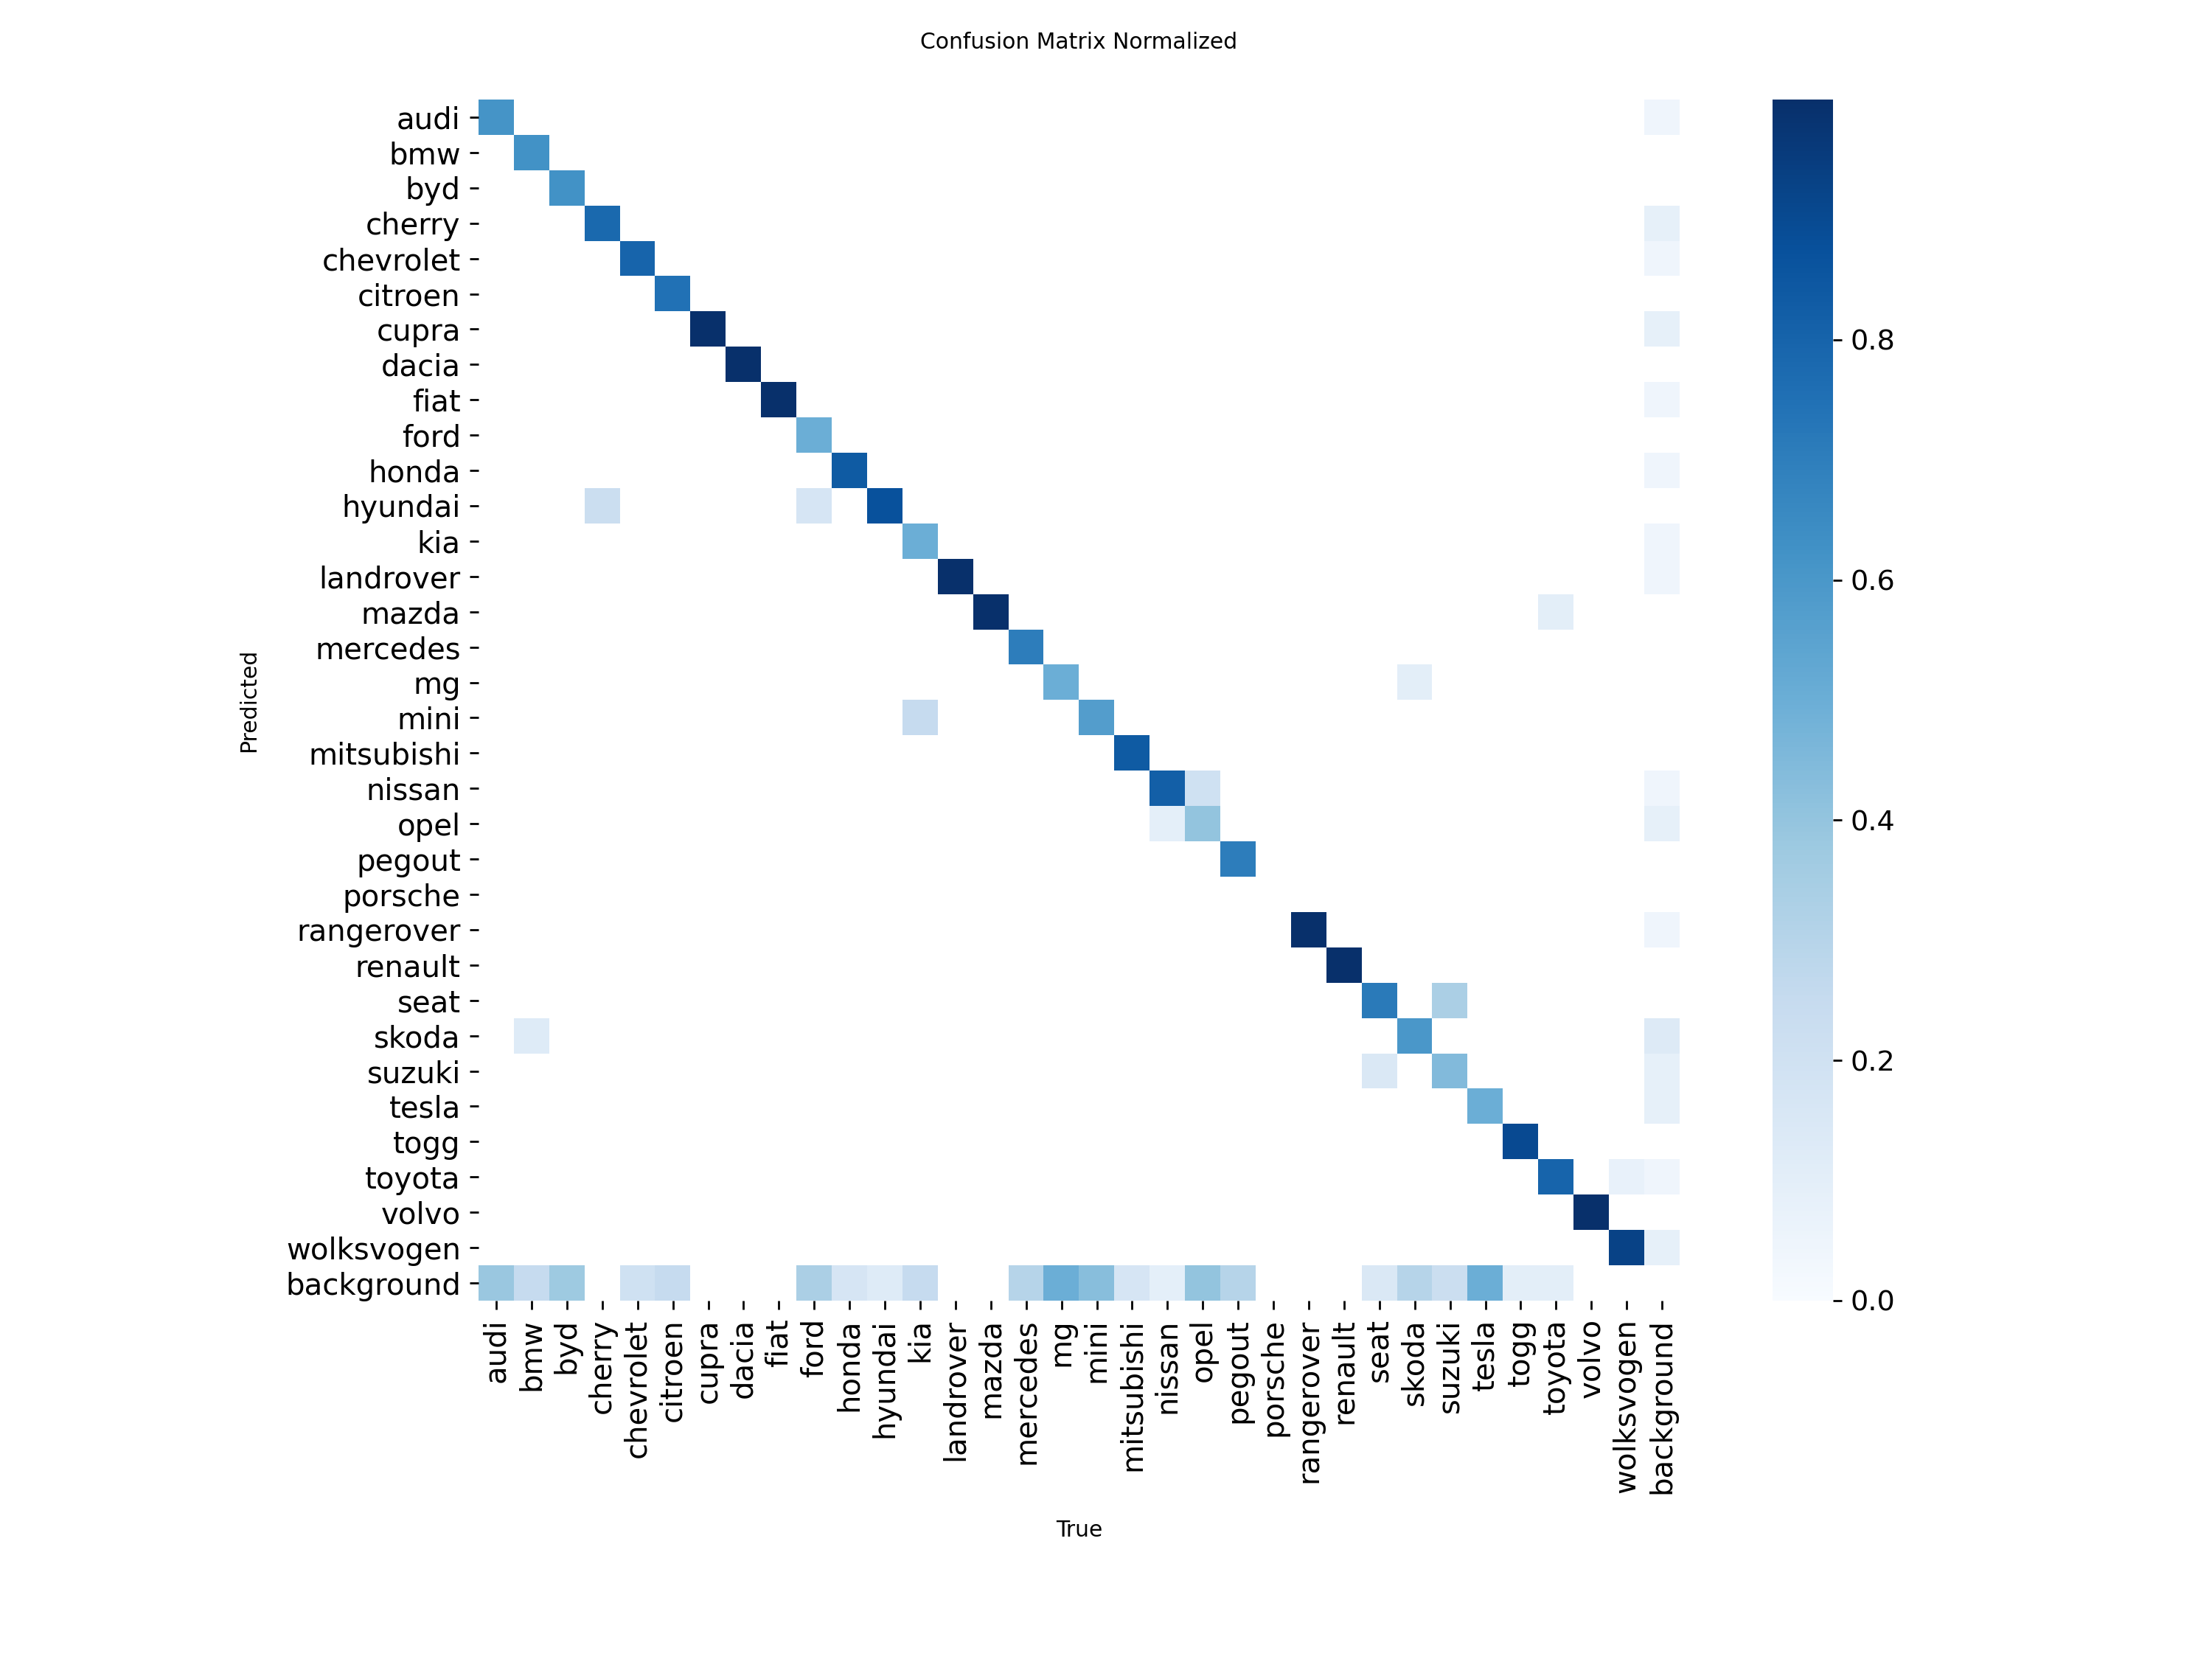 Confusion Matrix Normalized
audi
bmw
byd
cherry
chevrolet
citroen
cupra
dacia
fiat
ford
honda
hyundai
kia
landrover
mazda
mercedes
mg
mini
mitsubishi
nissan
opel
pegout
porsche
rangerover
renault
seat
skoda
suzuki
tesla
togg
toyota
volvo
wolksvogen
background
Predicted
audi
bmw
byd
cherry
chevrolet
citroen
cupra
dacia
fiat
ford
honda
hyundai
kia
landrover
mazda
mercedes
mg
mini
mitsubishi
nissan
opel
pegout
porsche
rangerover
renault
seat
skoda
suzuki
tesla
togg
toyota
volvo
wolksvogen
background
True
0.8
0.6
0.4
0.2
0.0